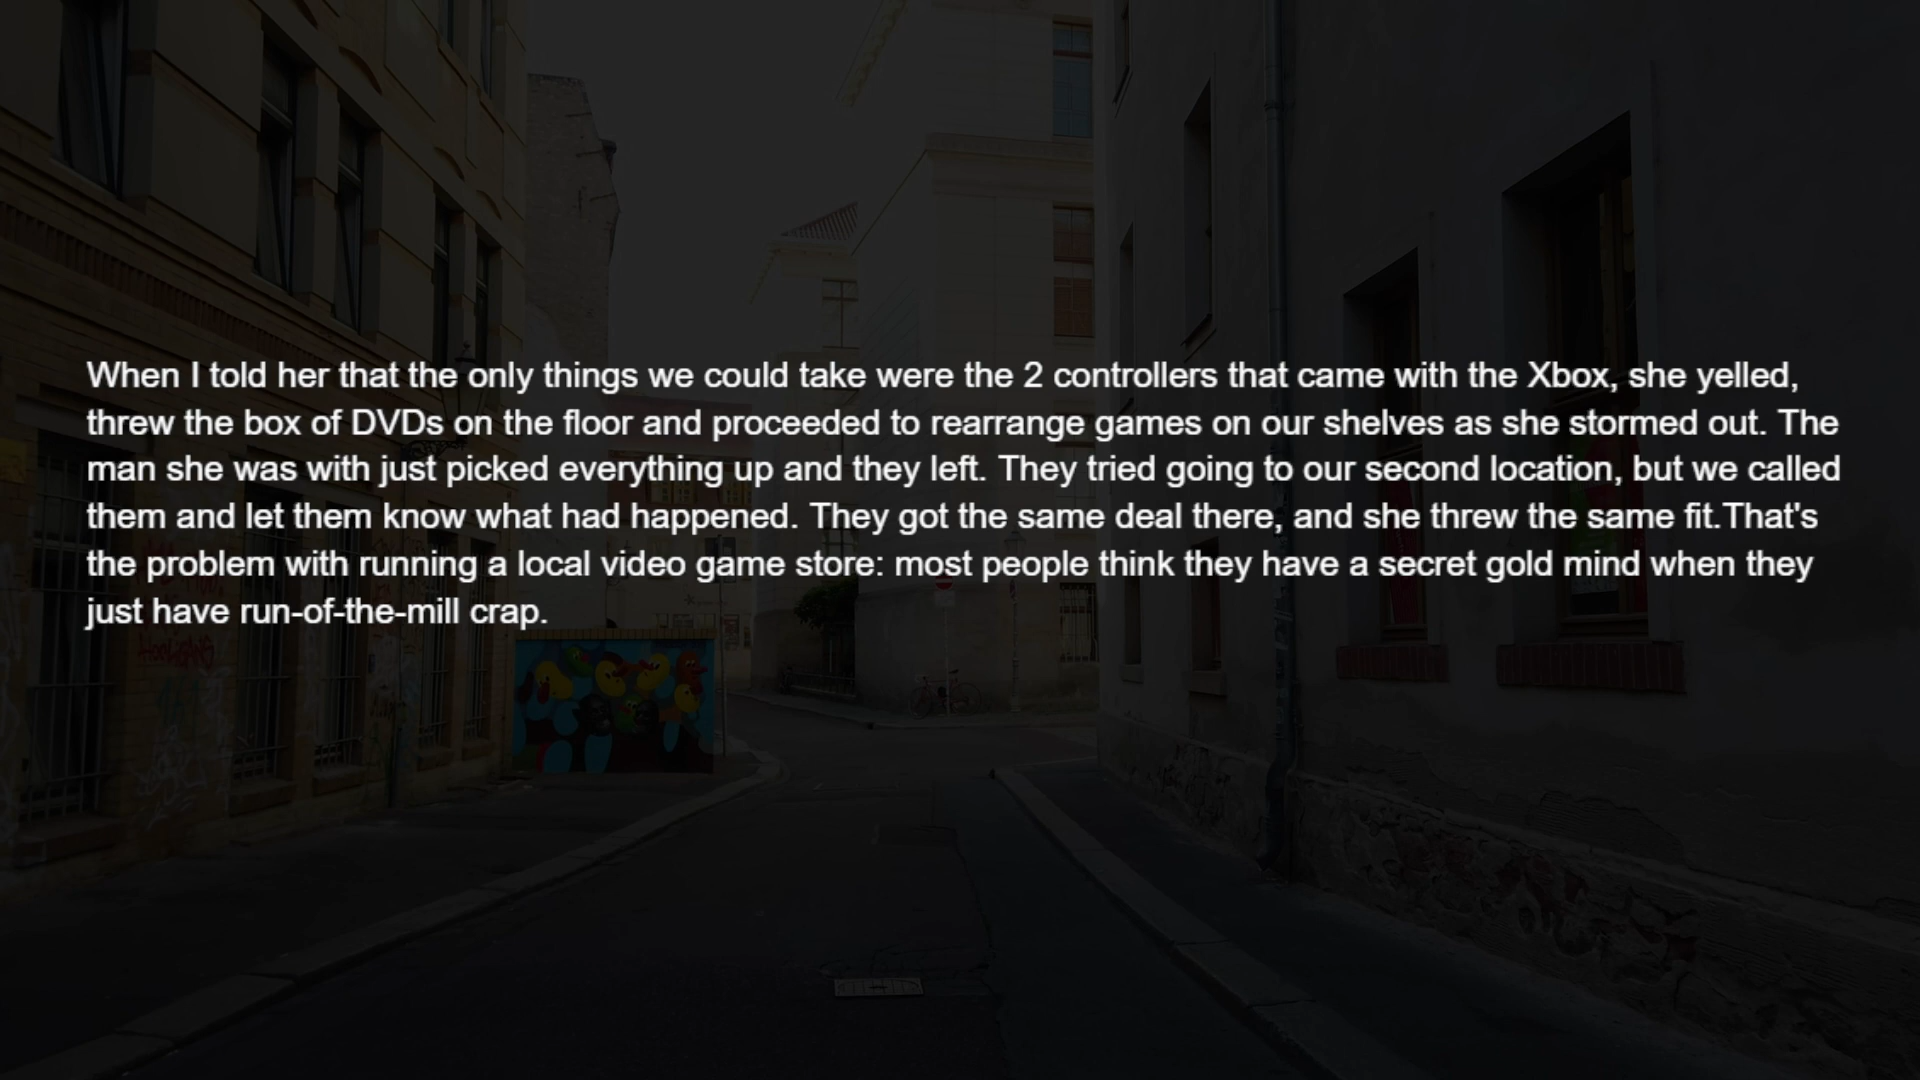 When I told her that the only things we could take were the 2 controllers that came with the Xbox, she yelled,
threw the box of DVDs on the floor and proceeded to rearrange games on our shelves as she stormed out. The
man she was with just picked everything up and they left. They tried going to our second location, but we called
them and let them know what had happened. They got the same deal there, and she threw the same fit.That's
the problem with running a local video game store: most people think they have a secret gold mind when they
just have run-of-the-mill crap.
HOOLIGANS